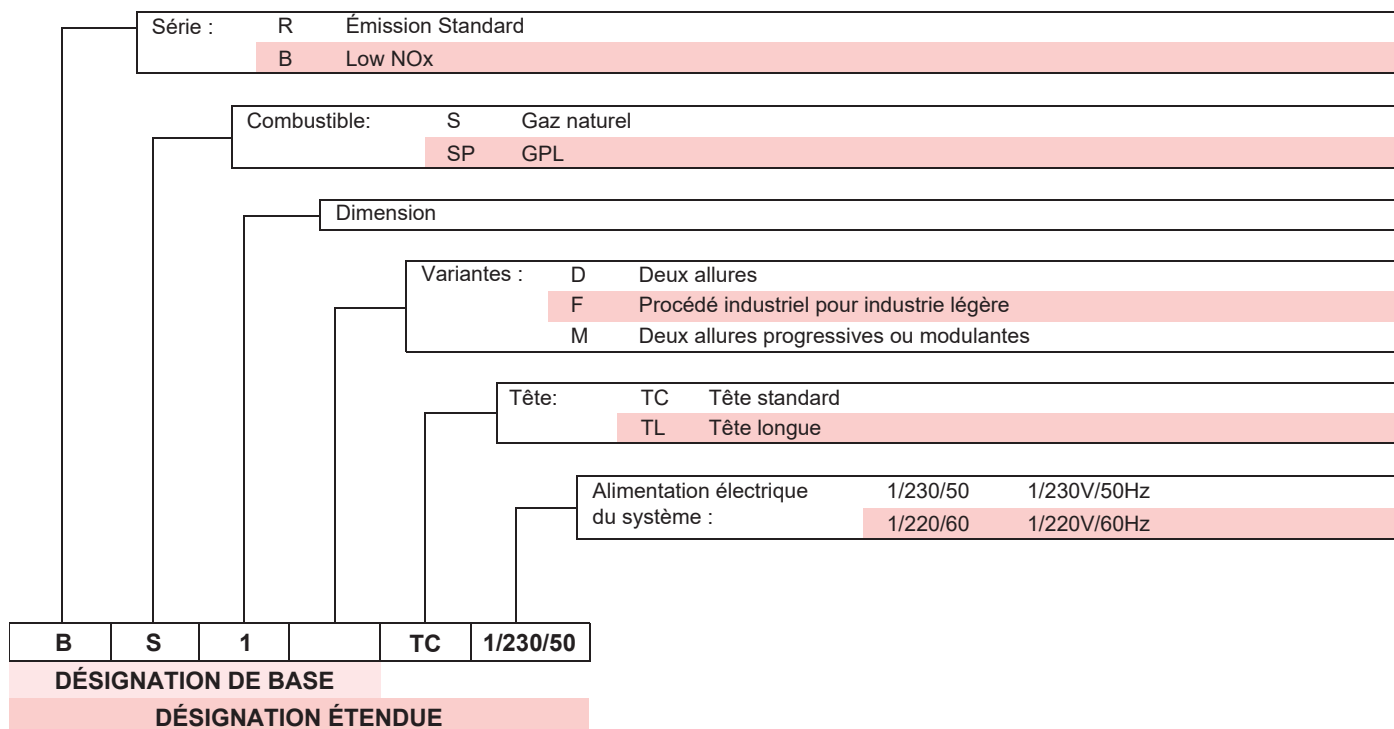 Série : R Émission Standard
B Low NOx
Combustible: S Gaz naturel
SP GPL
Dimension
Variantes : D Deux allures
F Procédé industriel pour industrie légère
M Deux allures progressives ou modulantes
Tête: TC Tête standard
TL Tête longue
Alimentation électrique 1/230/50 1/230V/50Hz
du système : 1/220/60 1/220V/60Hz
B S 1 TC 1/230/50
DÉSIGNATION DE BASE
DÉSIGNATION ÉTENDUE